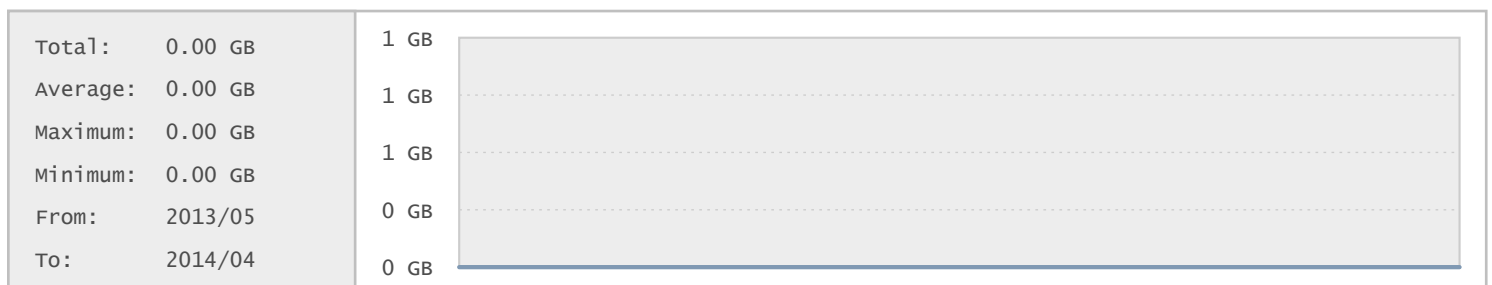 Total: 0.00 GB
Average: 0.00 GB
Maximum: 0.00 GB
Minimum: 0.00 GB
From: 2013/05
To: 2014/04
1 GB
1 GB
1 GB
0 GB
0 GB